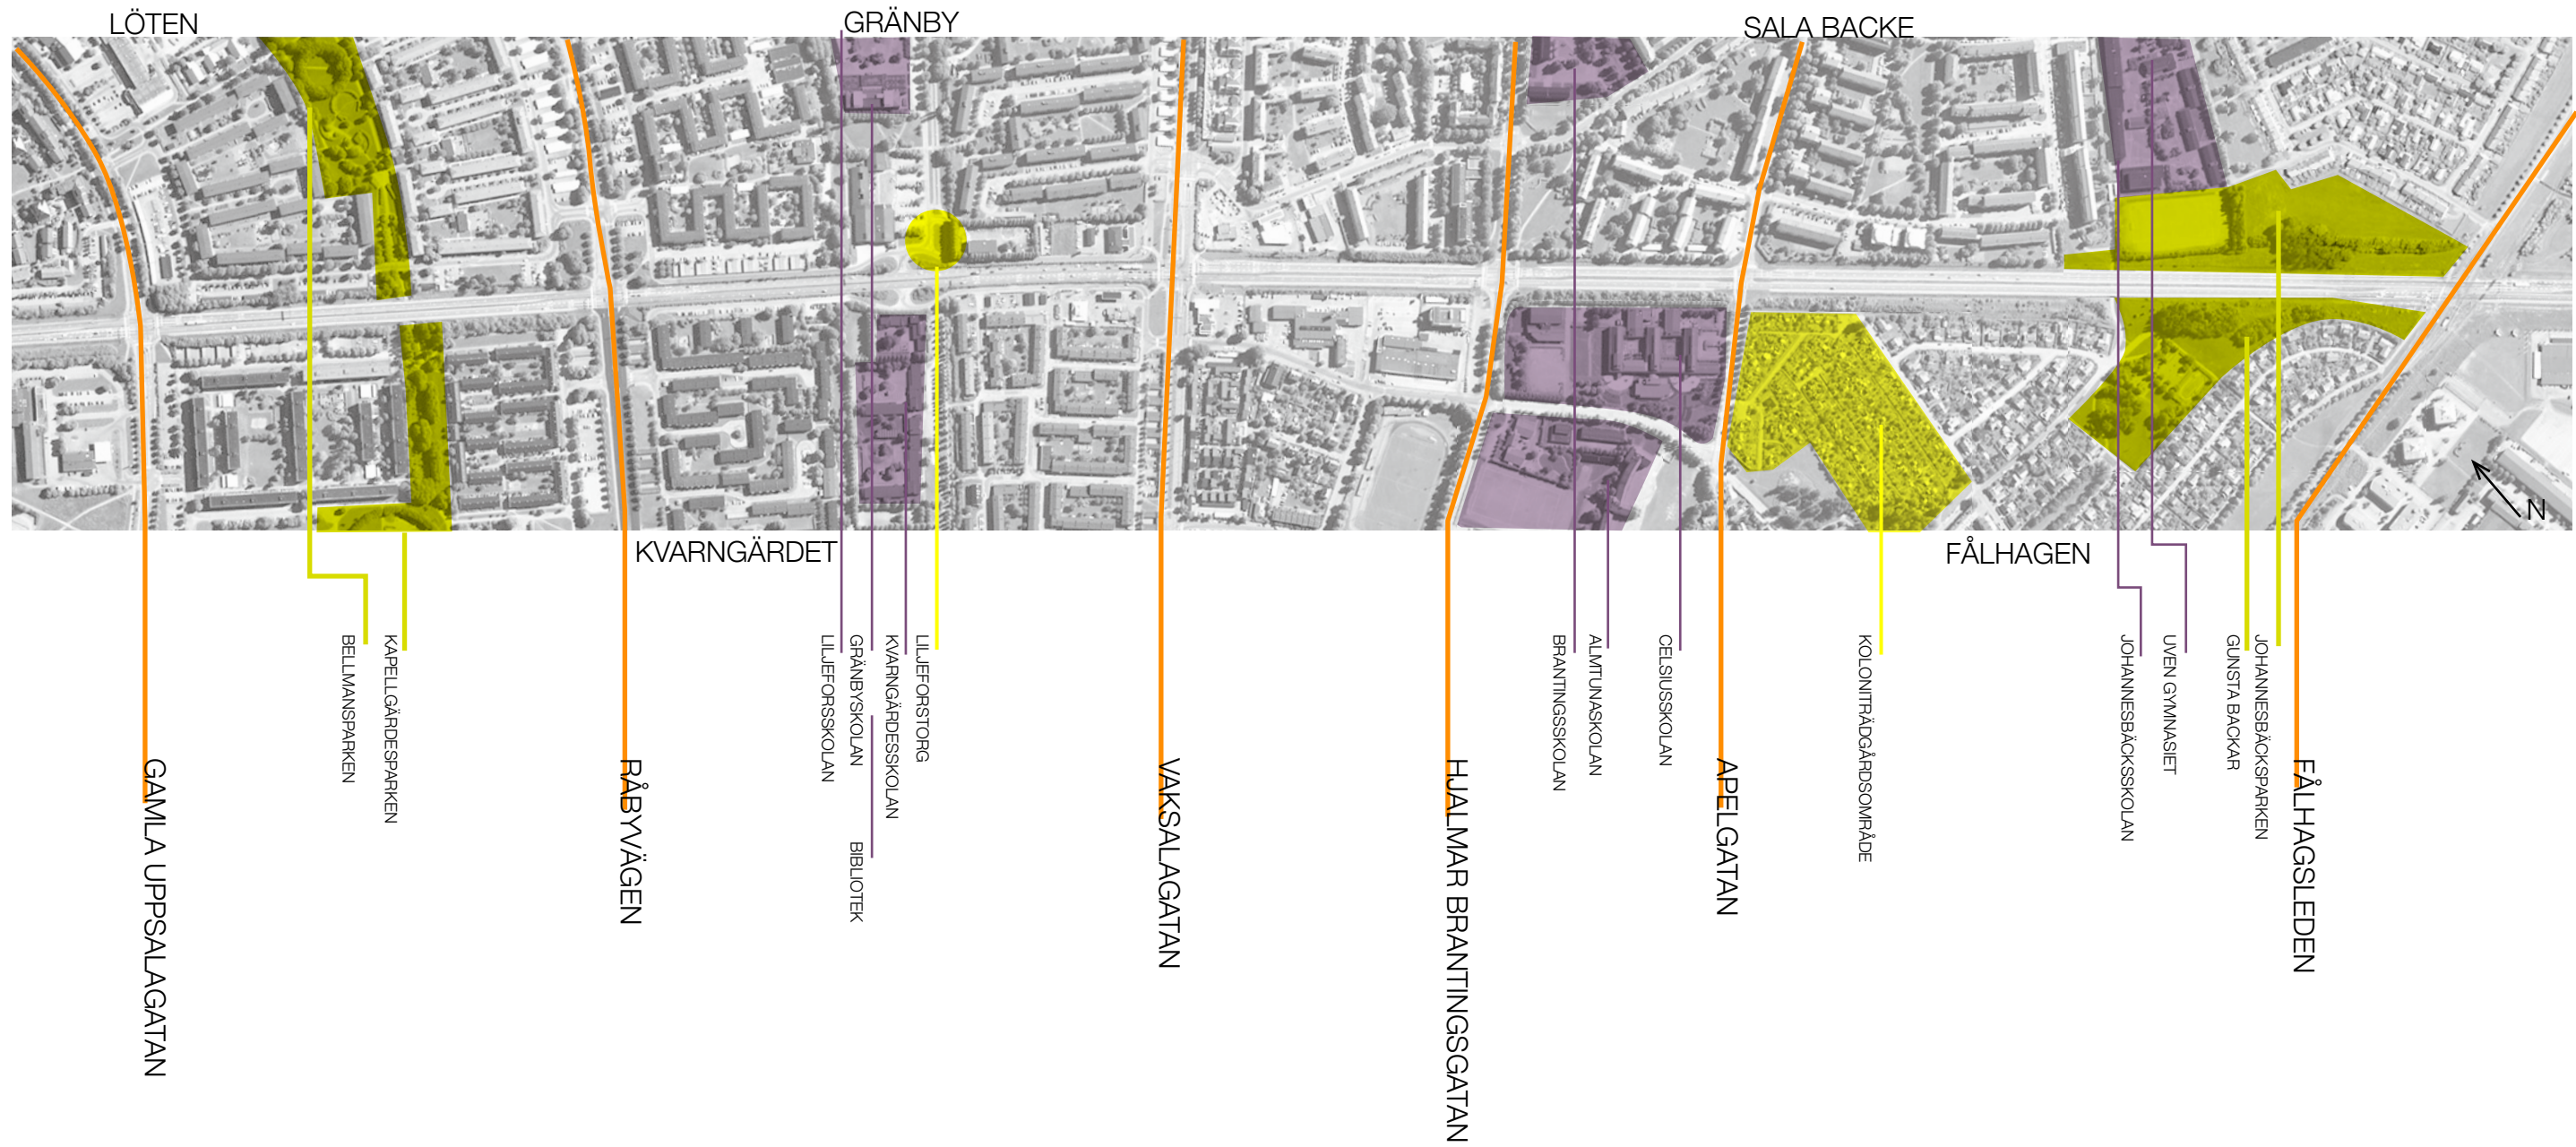 LÖTEN
GRÄNBY
SALA BACKE
N
KVARNGÄRDET
FÅLHAGEN
BELLMANSPARKEN
KAPELLGÄRDESPARKEN
LILJEFORSSKOLAN
GRÄNBYSKOLAN
BIBLIOTEK
KVARNGÄRDESSKOLAN
LILJEFORSTORG
BRANTINGSSKOLAN
ALMTUNASKOLAN
CELSIUSSKOLAN
KOLONITRÄDGÅRDSOMRÅDE
JOHANNESBÄCKSSKOLAN
UVEN GYMNASIET
GUNSTA BACKAR
JOHANNESBÄCKSPARKEN
GAMLA UPPSALAGATAN
RÅBYVÄGEN
VAKSALAGATAN
HJALMAR BRANTINGSGATAN
APELGATAN
FÅLHAGSLEDEN